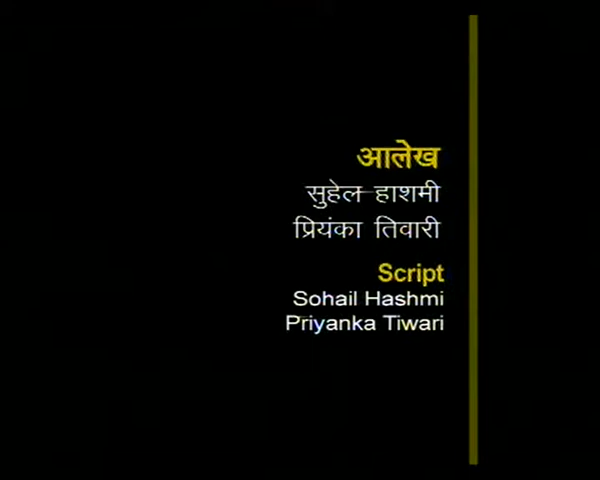 आलेख
सुहेल हाशमी
प्रियंका तिवारी
Script
Sohail Hashmi
Priyanka Tiwari